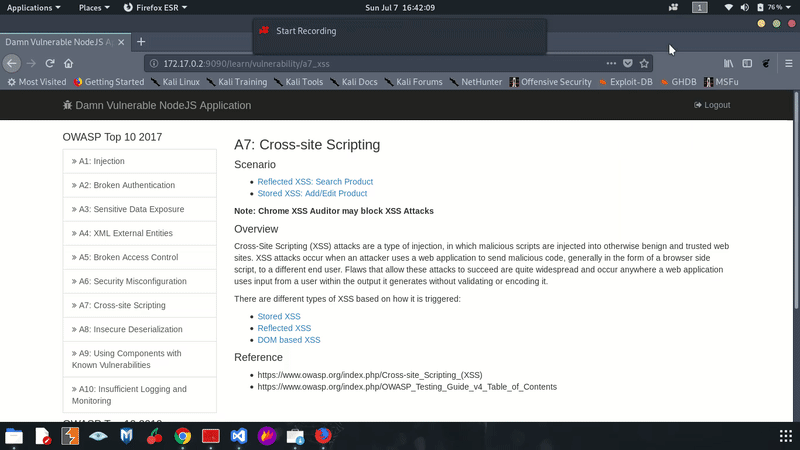 Applications Places Firefox ESR Sun Jul 7 16:42:09 1 76 %
Start Recording
Damn Vulnerable NodeJS Ap
172.17.0.2:9090/learn/vulnerability/a7_xss
Most Visited Getting Started Kali Linux Kali Training Kali Tools Kali Docs Kali Forums NetHunter Offensive Security Exploit-DB GHDB MSFu
Damn Vulnerable NodeJS Application Logout
OWASP Top 10 2017
» A1: Injection
» A2: Broken Authentication
» A3: Sensitive Data Exposure
» A4: XML External Entities
» A5: Broken Access Control
» A6: Security Misconfiguration
» A7: Cross-site Scripting
» A8: Insecure Deserialization
» A9: Using Components with
Known Vulnerabilities
» A10: Insufficient Logging and
Monitoring
A7: Cross-site Scripting
Scenario
• Reflected XSS: Search Product
• Stored XSS: Add/Edit Product
Note: Chrome XSS Auditor may block XSS Attacks
Overview
Cross-Site Scripting (XSS) attacks are a type of injection, in which malicious scripts are injected into otherwise benign and trusted web
sites. XSS attacks occur when an attacker uses a web application to send malicious code, generally in the form of a browser side
script, to a different end user. Flaws that allow these attacks to succeed are quite widespread and occur anywhere a web application
uses input from a user within the output it generates without validating or encoding it.
There are different types of XSS based on how it is triggered:
• Stored XSS
• Reflected XSS
• DOM based XSS
Reference
• https://www.owasp.org/index.php/Cross-site_Scripting_(XSS)
• https://www.owasp.org/index.php/OWASP_Testing_Guide_v4_Table_of_Contents